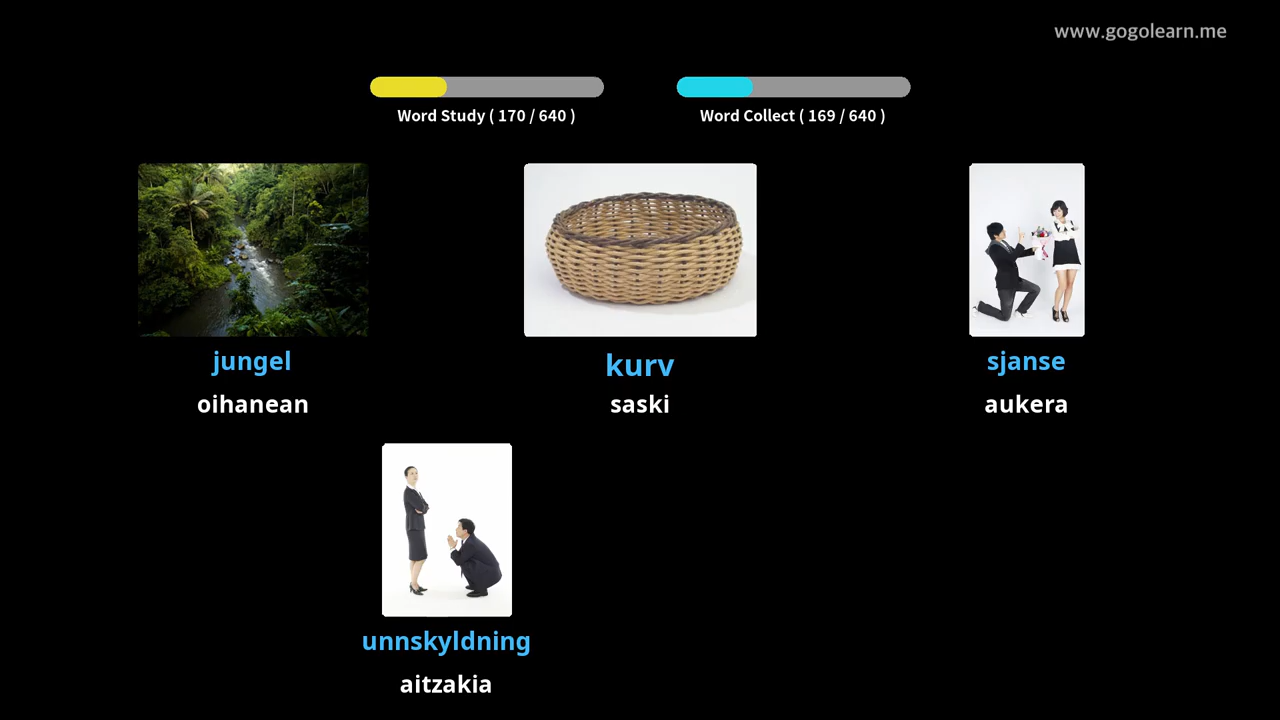 www.gogolearn.me
Word Study ( 170 / 640 )
Word Collect ( 169 / 640 )
jungel
kurv
sjanse
oihanean
saski
aukera
unnskyldning
aitzakia